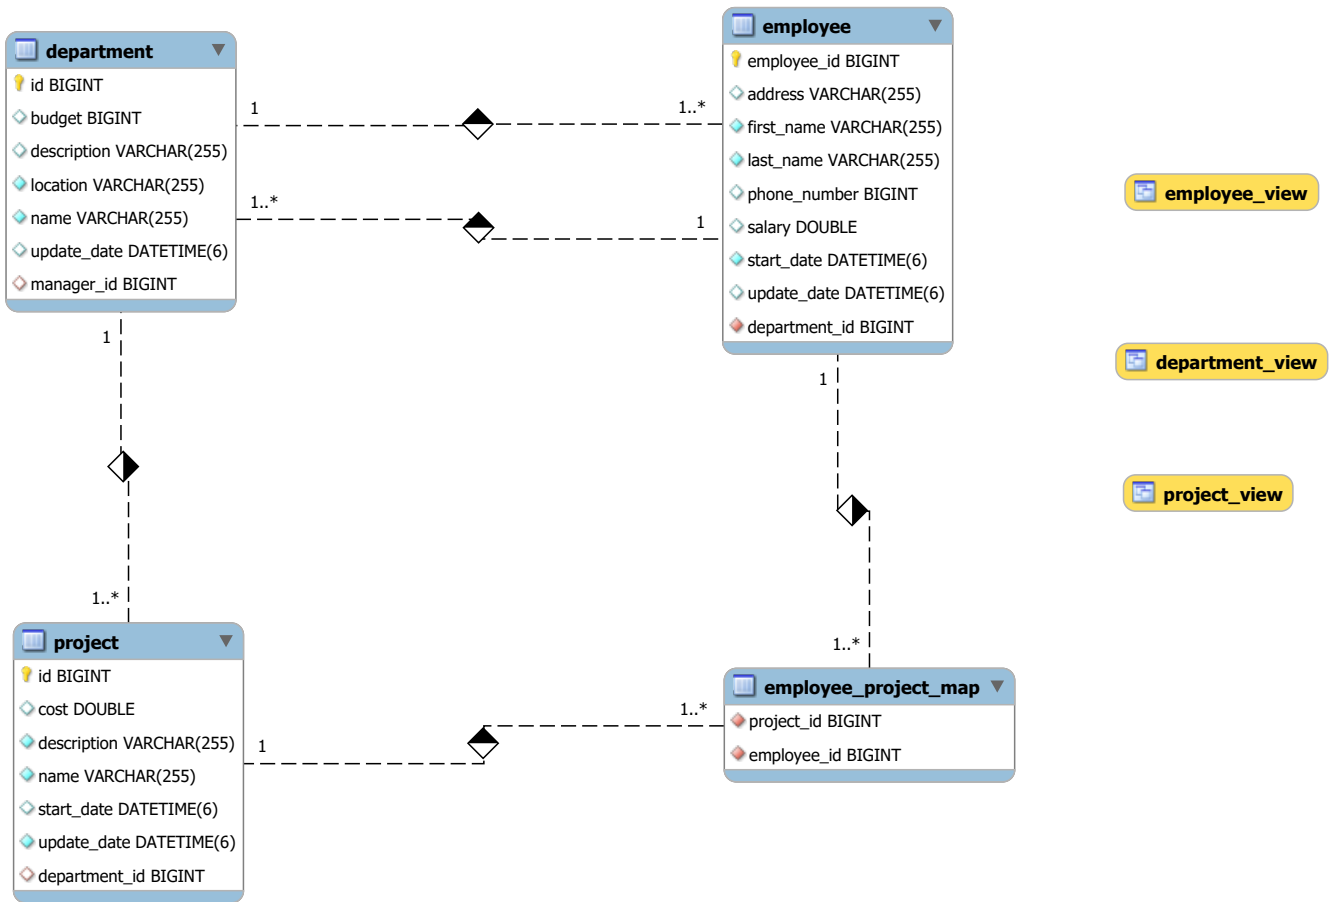 department
id BIGINT
budget BIGINT
description VARCHAR(255)
location VARCHAR(255)
name VARCHAR(255)
update_date DATETIME(6)
manager_id BIGINT
employee
employee_id BIGINT
address VARCHAR(255)
first_name VARCHAR(255)
last_name VARCHAR(255)
phone_number BIGINT
salary DOUBLE
start_date DATETIME(6)
update_date DATETIME(6)
department_id BIGINT
1
1..*
1..*
1
1
1..*
1
1..*
1
1..*
employee_view
department_view
project_view
project
id BIGINT
cost DOUBLE
description VARCHAR(255)
name VARCHAR(255)
start_date DATETIME(6)
update_date DATETIME(6)
department_id BIGINT
employee_project_map
project_id BIGINT
employee_id BIGINT